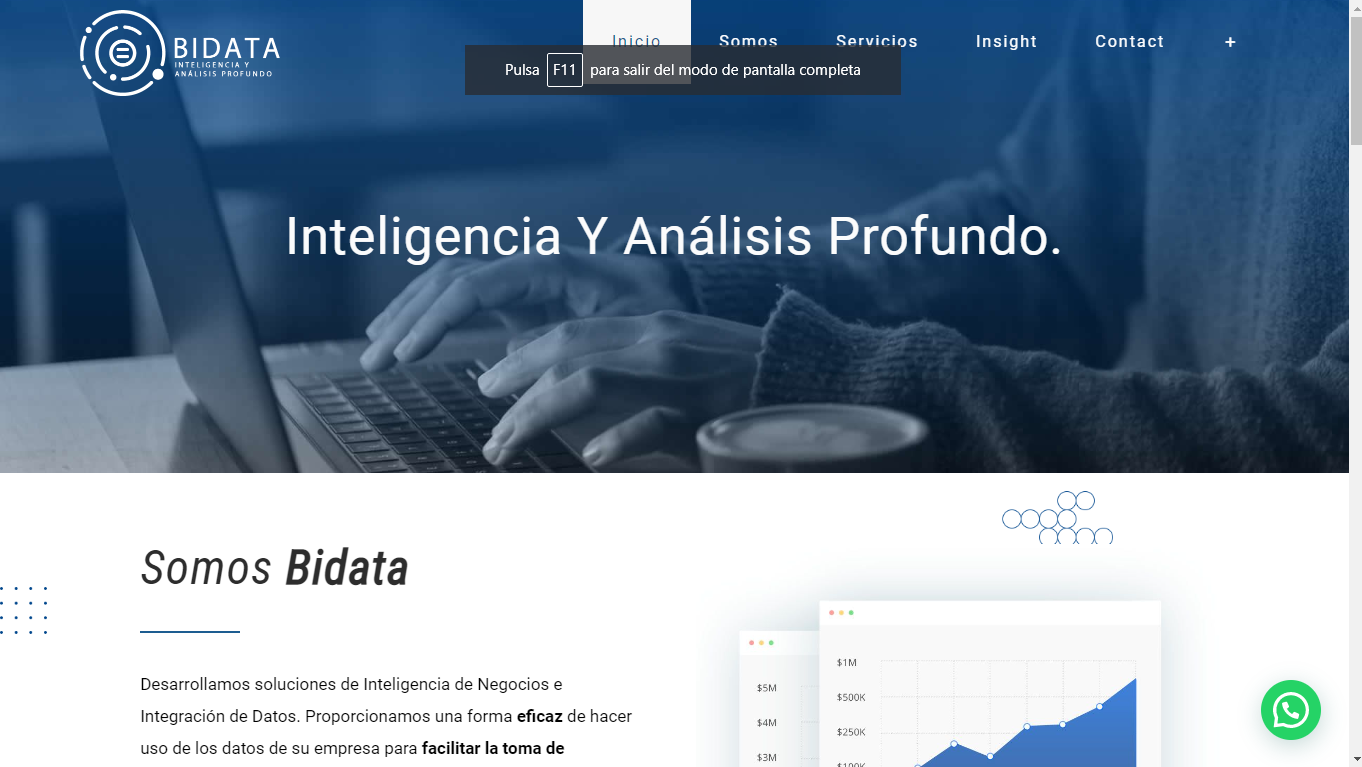 BIDATA
INTELIGENCIA Y
ANÁLISIS PROFUNDO
Inicio
Somos
Servicios
Insight
Contact
+
Pulsa F11 para salir del modo de pantalla completa
Inteligencia Y Análisis Profundo.
Somos Bidata
Desarrollamos soluciones de Inteligencia de Negocios e
Integración de Datos. Proporcionamos una forma eficaz de hacer
uso de los datos de su empresa para facilitar la toma de
$5M
$4M
$3M
$1M
$500K
$250K
$100K